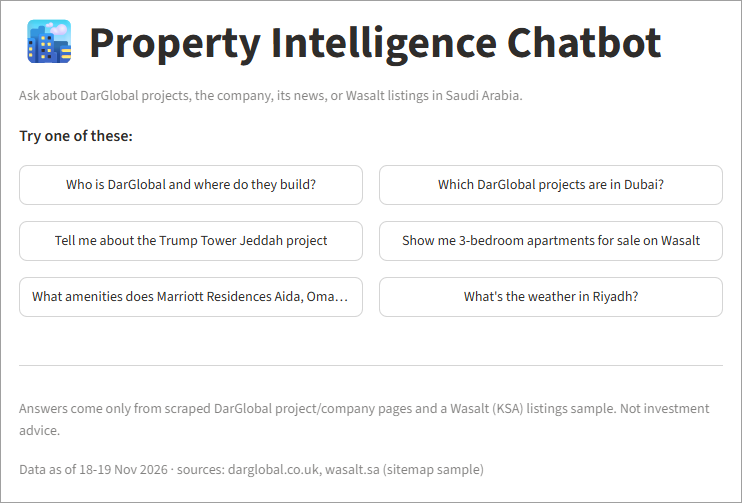 Property Intelligence Chatbot
Ask about DarGlobal projects, the company, its news, or Wasalt listings in Saudi Arabia.
Try one of these:
Who is DarGlobal and where do they build?
Which DarGlobal projects are in Dubai?
Tell me about the Trump Tower Jeddah project
Show me 3-bedroom apartments for sale on Wasalt
What amenities does Marriott Residences Aida, Oma…
What's the weather in Riyadh?
Answers come only from scraped DarGlobal project/company pages and a Wasalt (KSA) listings sample. Not investment
advice.
Data as of 18-19 Nov 2026 · sources: darglobal.co.uk, wasalt.sa (sitemap sample)